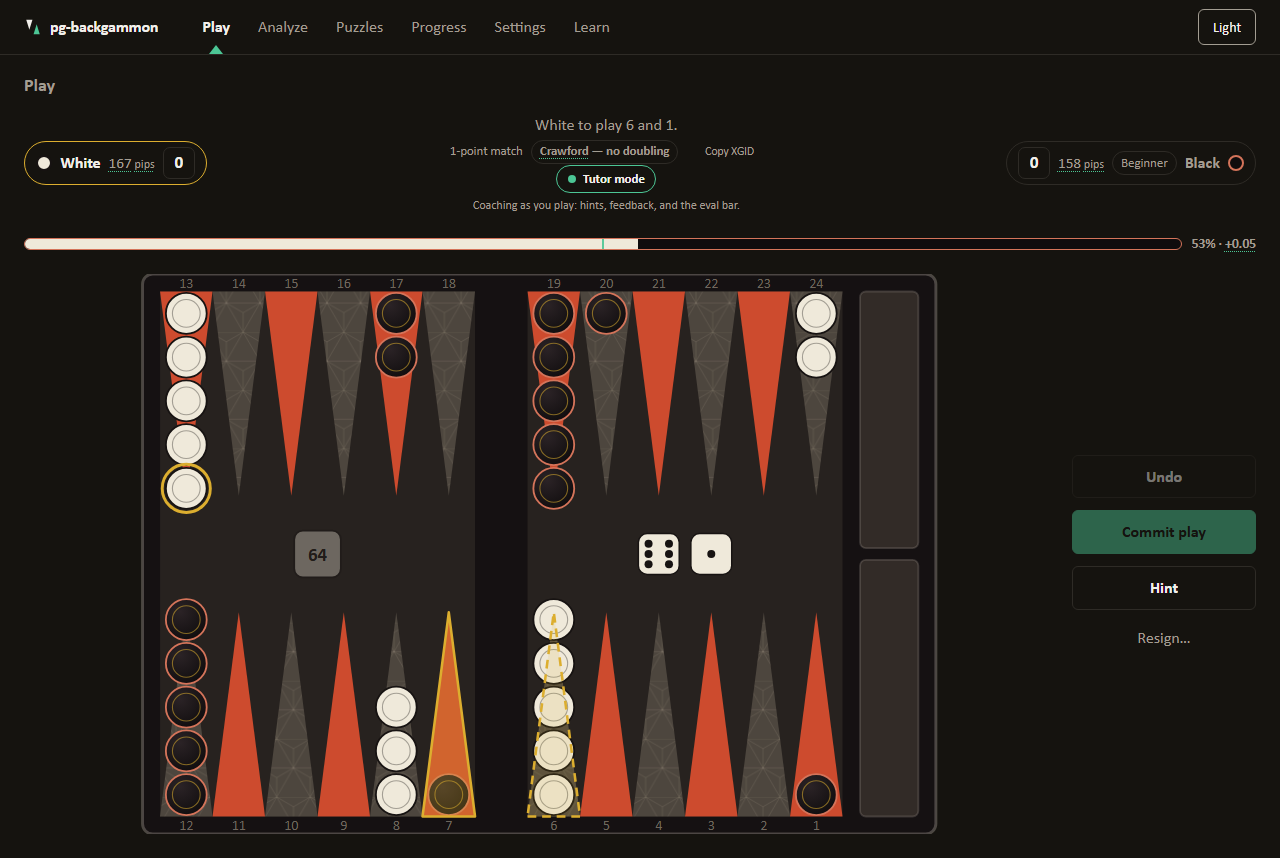 pg-backgammon Play Analyze Puzzles Progress Settings Learn Light
Play
White to play 6 and 1.
White 167 pips 0
1-point match Crawford — no doubling Copy XGID
0 158 pips Beginner Black
Tutor mode
Coaching as you play: hints, feedback, and the eval bar.
53% · +0.05
13 14 15 16 17 18 19 20 21 22 23 24
64
12 11 10 9 8 7 6 5 4 3 2 1
Undo
Commit play
Hint
Resign...